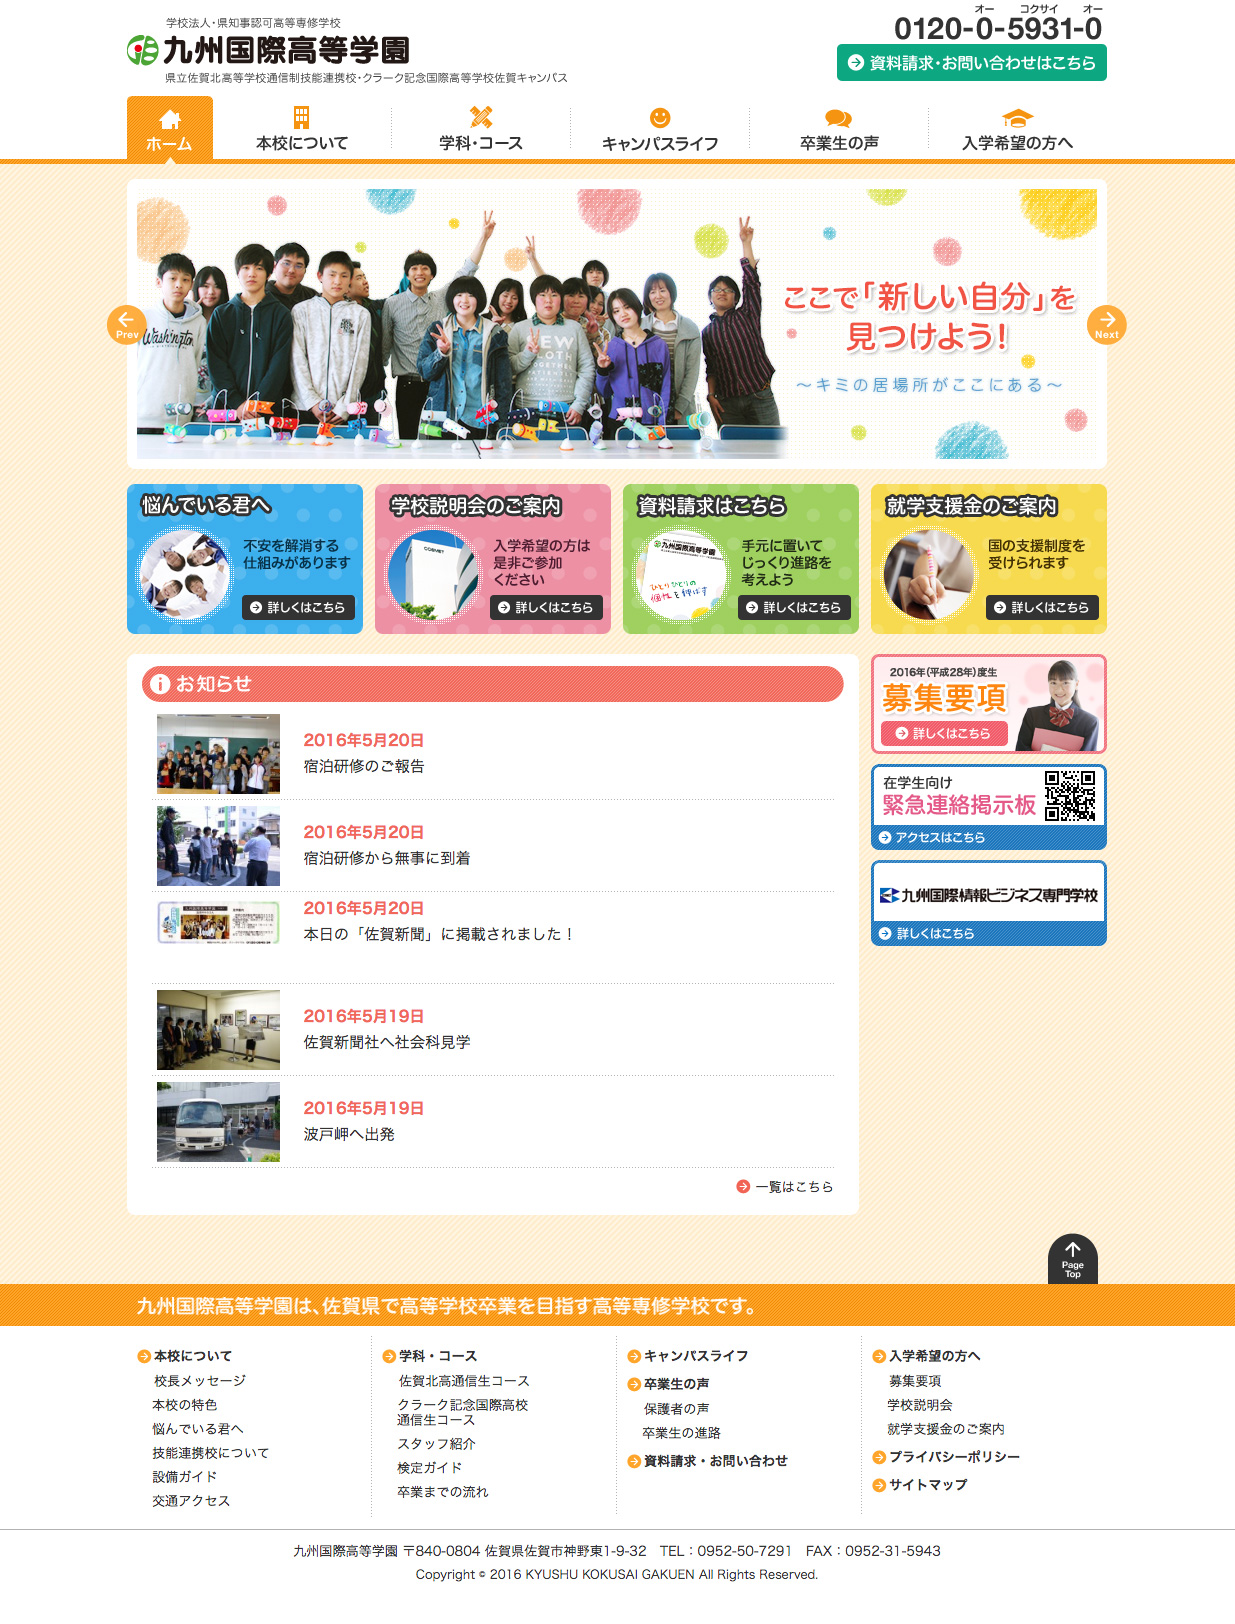 学校法人・県知事認可高等専修学校
九州国際高等学園
県立佐賀北高等学校通信制技能連携校・クラーク記念国際高等学校佐賀キャンパス
オー コクサイ オー
0120-0-5931-0
資料請求・お問い合わせはこちら
ホーム
本校について
学科・コース
キャンパスライフ
卒業生の声
入学希望の方へ
Prev
Washington
ここで「新しい自分」を
見つけよう！
〜キミの居場所がここにある〜
Next
悩んでいる君へ
不安を解消する
仕組みがあります
詳しくはこちら
学校説明会のご案内
入学希望の方は
是非ご参加
ください
詳しくはこちら
資料請求はこちら
九州国際高等学園
ひとりひとりの
個性を伸ばす
手元に置いて
じっくり進路を
考えよう
詳しくはこちら
就学支援金のご案内
国の支援制度を
受けられます
詳しくはこちら
お知らせ
2016年5月20日
宿泊研修のご報告
2016年5月20日
宿泊研修から無事に到着
2016年5月20日
本日の「佐賀新聞」に掲載されました！
2016年5月19日
佐賀新聞社へ社会科見学
2016年5月19日
波戸岬へ出発
一覧はこちら
2016年(平成28年)度生
募集要項
詳しくはこちら
在学生向け
緊急連絡掲示板
アクセスはこちら
九州国際情報ビジネス専門学校
詳しくはこちら
Page
Top
九州国際高等学園は、佐賀県で高等学校卒業を目指す高等専修学校です。
本校について
校長メッセージ
本校の特色
悩んでいる君へ
技能連携校について
設備ガイド
交通アクセス
学科・コース
佐賀北高通信生コース
クラーク記念国際高校
通信生コース
スタッフ紹介
検定ガイド
卒業までの流れ
キャンパスライフ
卒業生の声
保護者の声
卒業生の進路
資料請求・お問い合わせ
入学希望の方へ
募集要項
学校説明会
就学支援金のご案内
プライバシーポリシー
サイトマップ
九州国際高等学園 〒840-0804 佐賀県佐賀市神野東1-9-32　TEL：0952-50-7291　FAX：0952-31-5943
Copyright © 2016 KYUSHU KOKUSAI GAKUEN All Rights Reserved.